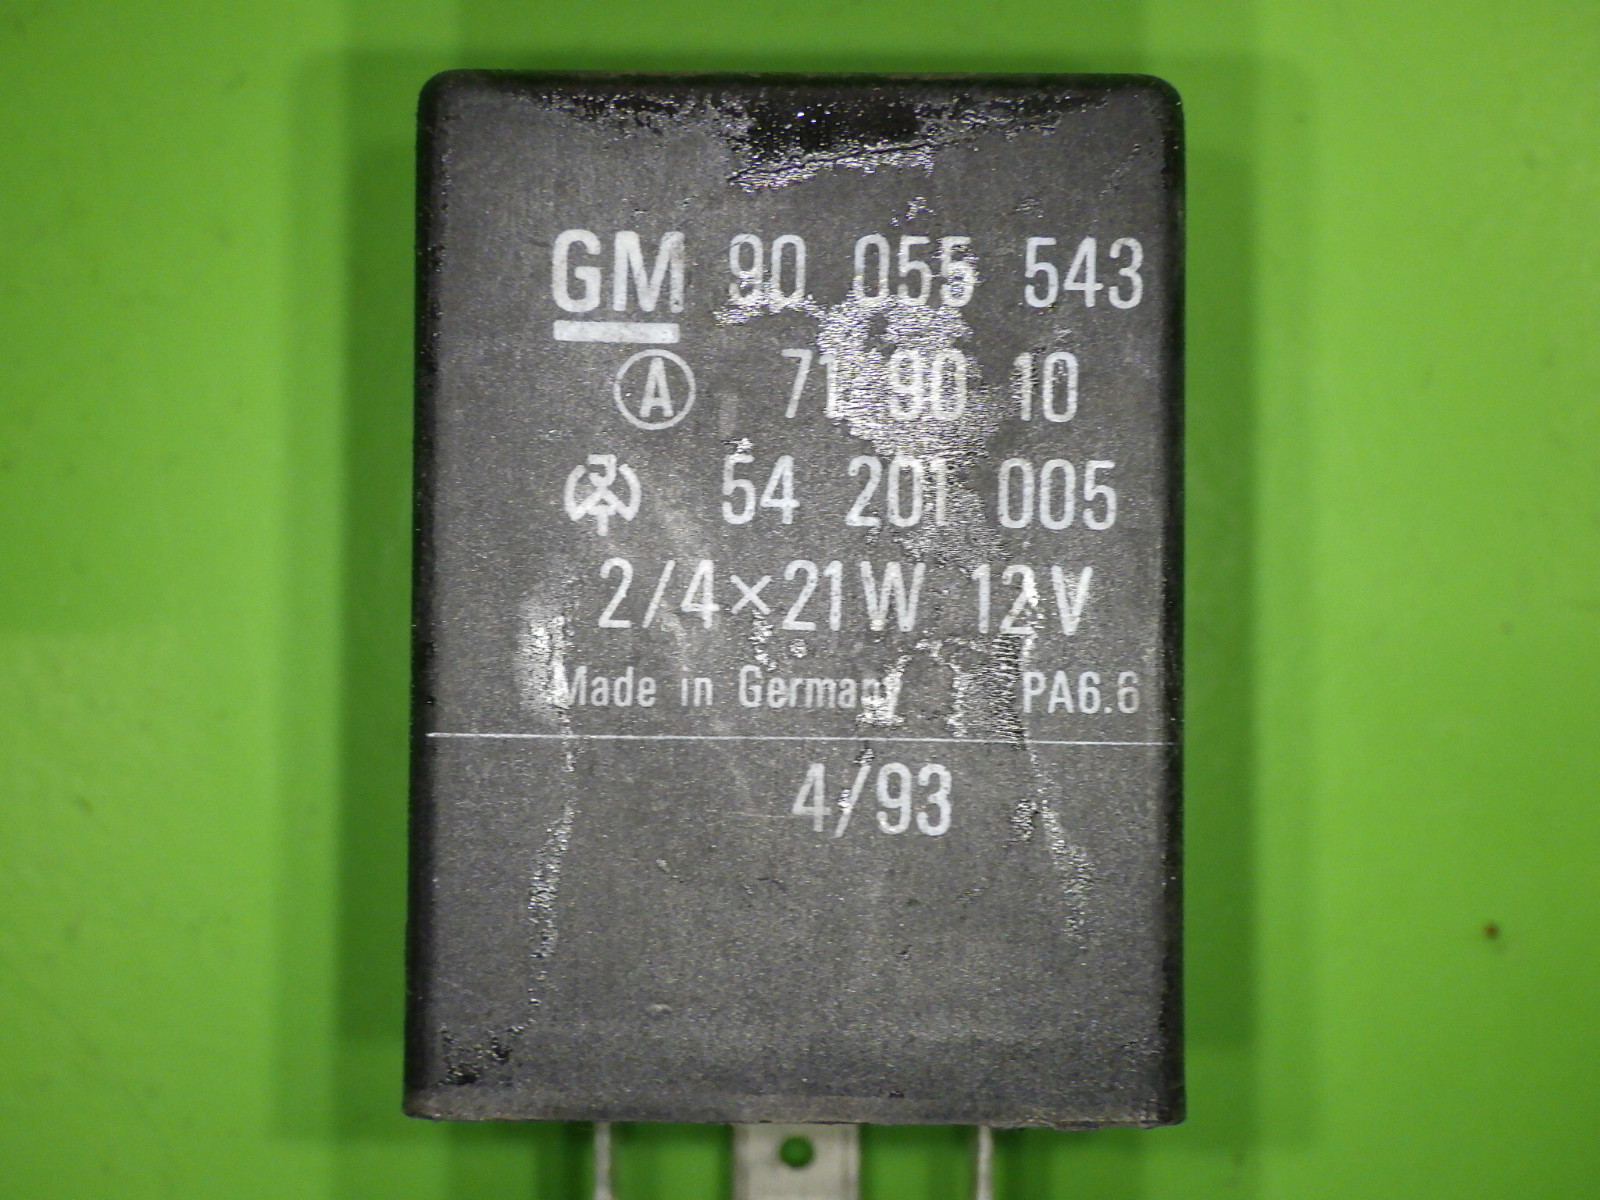 GM 90 055 543
A 71 90 10
54 201 005
2/4×21W 12V
Made in Germany PA6.6
4/93